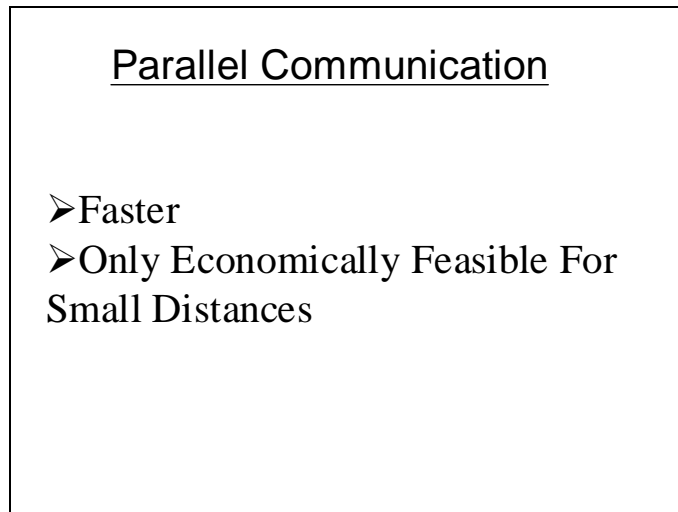 Parallel Communication
➢Faster
➢Only Economically Feasible For
Small Distances